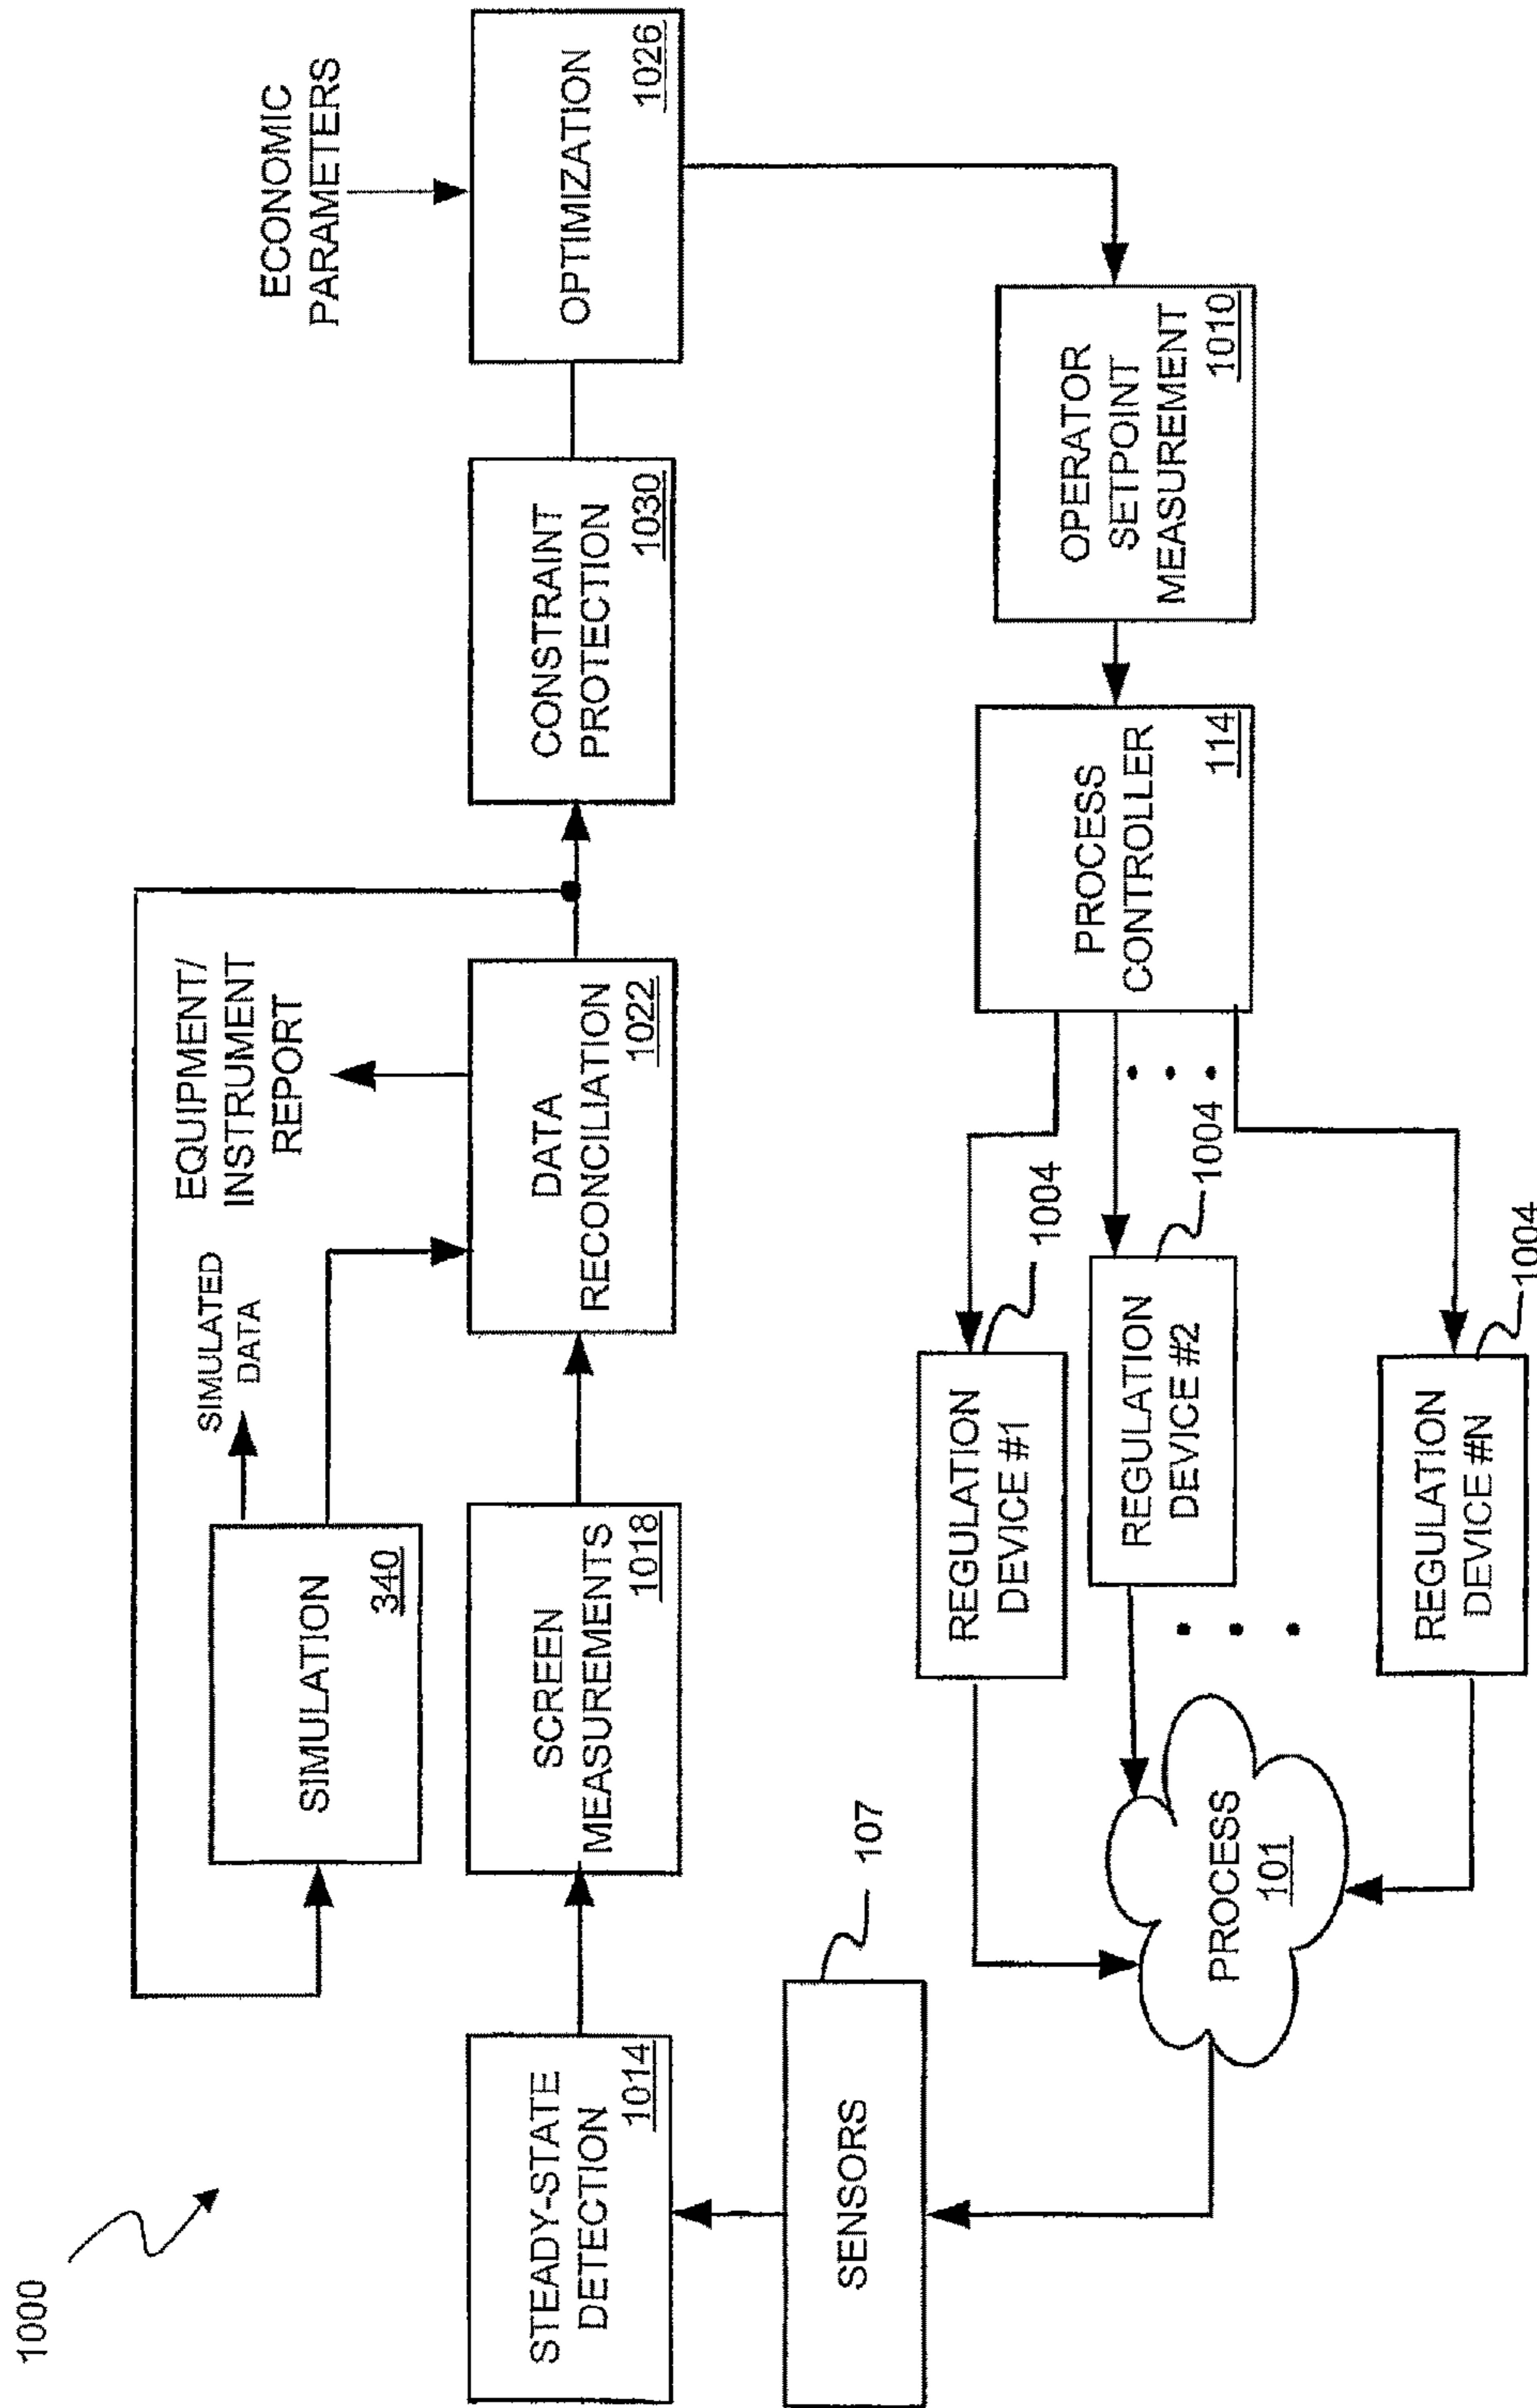 1000
ECONOMIC
PARAMETERS
EQUIPMENT/
INSTRUMENT
REPORT
SIMULATED
DATA
SIMULATION
340
STEADY-STATE
DETECTION
1014
SCREEN
MEASUREMENTS
1018
DATA
RECONCILIATION
1022
CONSTRAINT
PROTECTION
1030
OPTIMIZATION
1026
SENSORS
107
PROCESS
101
REGULATION
DEVICE #1
1004
REGULATION
DEVICE #2
1004
REGULATION
DEVICE #N
1004
PROCESS
CONTROLLER
114
OPERATOR
SETPOINT
MEASUREMENT
1010